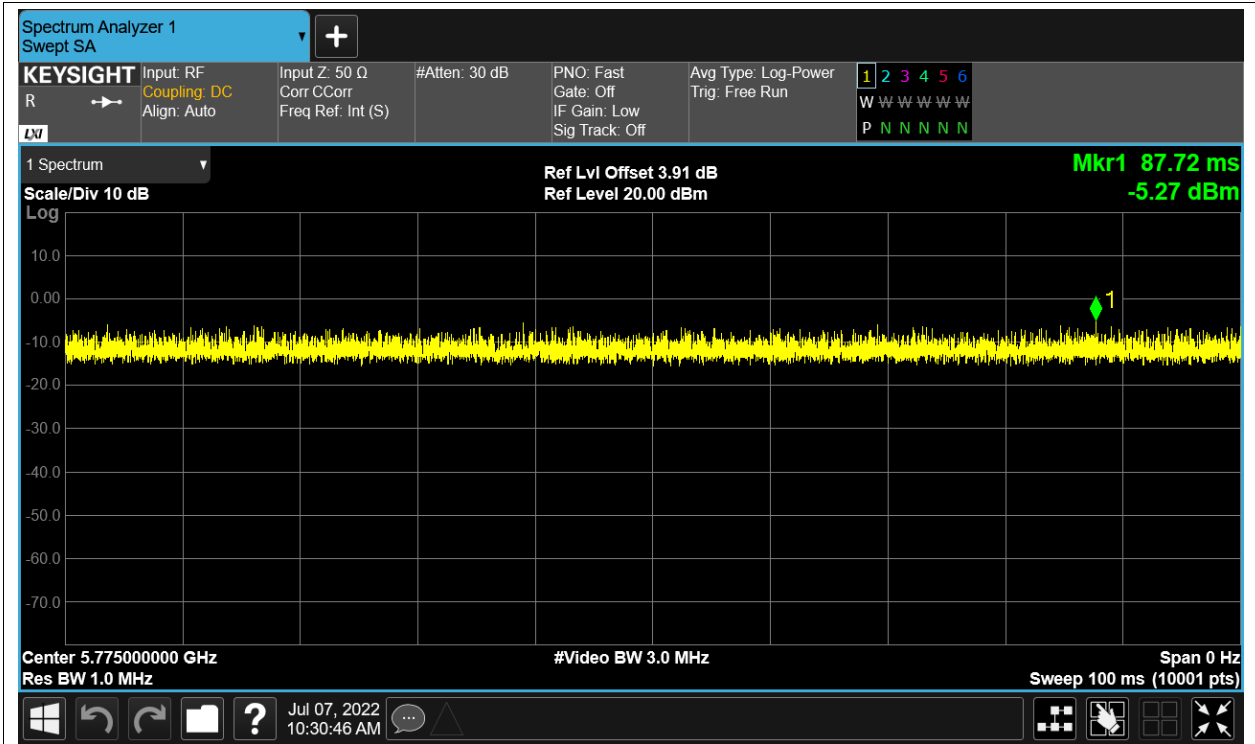 Spectrum Analyzer 1
Swept SA
KEYSIGHT
R
LXI
Input: RF
Coupling: DC
Align: Auto
Input Z: 50 Ω
Corr CCorr
Freq Ref: Int (S)
#Atten: 30 dB
PNO: Fast
Gate: Off
IF Gain: Low
Sig Track: Off
Avg Type: Log-Power
Trig: Free Run
1 2 3 4 5 6
W W W W W W
P N N N N N
1 Spectrum
Scale/Div 10 dB
Ref Lvl Offset 3.91 dB
Ref Level 20.00 dBm
Mkr1 87.72 ms
-5.27 dBm
Log
10.0
0.00
1
-10.0
-20.0
-30.0
-40.0
-50.0
-60.0
-70.0
Center 5.775000000 GHz
#Video BW 3.0 MHz
Span 0 Hz
Res BW 1.0 MHz
Sweep 100 ms (10001 pts)
?
Jul 07, 2022
10:30:46 AM